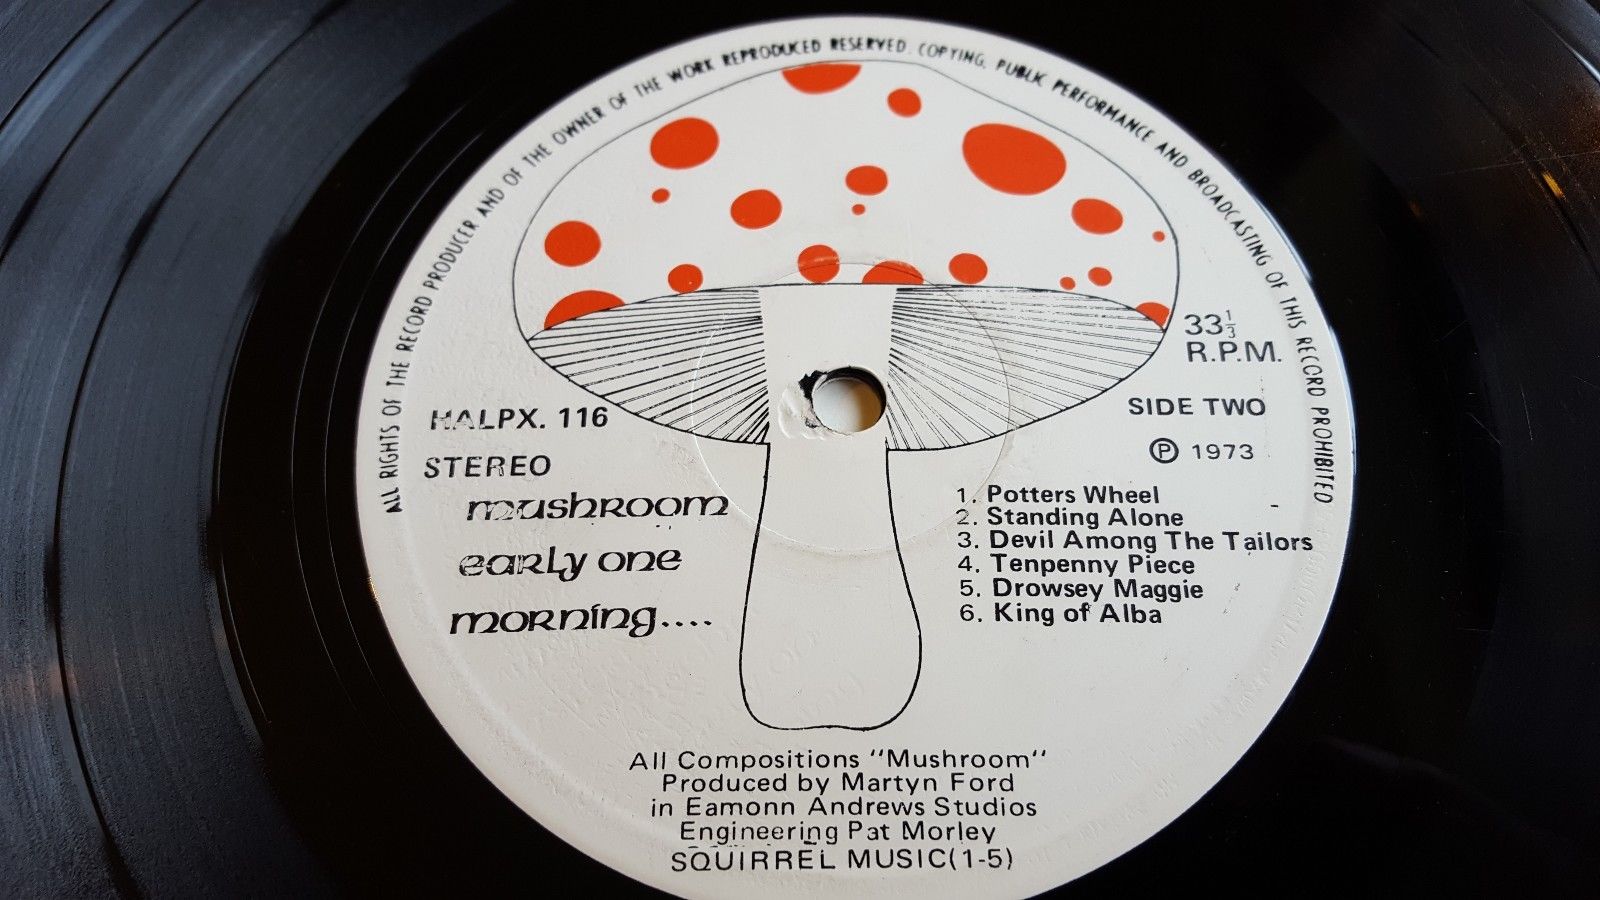 ALL RIGHTS OF THE RECORD PRODUCER AND OF THE OWNER OF THE WORK REPRODUCED RESERVED. COPYING, PUBLIC PERFORMANCE AND BROADCASTING OF THIS RECORD PROHIBITED
33 1/3
R.P.M.
HALPX. 116
STEREO
mushroom
early one
morning....
SIDE TWO
℗ 1973
1. Potters Wheel
2. Standing Alone
3. Devil Among The Tailors
4. Tenpenny Piece
5. Drowsey Maggie
6. King of Alba
All Compositions "Mushroom"
Produced by Martyn Ford
in Eamonn Andrews Studios
Engineering Pat Morley
SQUIRREL MUSIC(1-5)